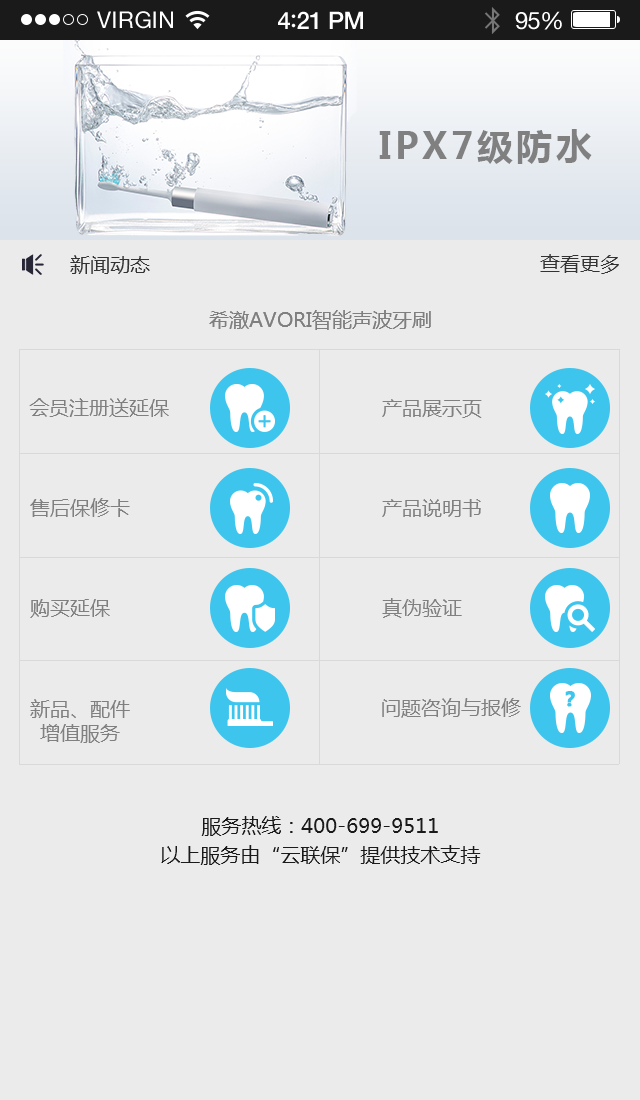 VIRGIN 4:21 PM 95%
IPX7级防水
新闻动态 查看更多
希澈AVORI智能声波牙刷
会员注册送延保 产品展示页
售后保修卡 产品说明书
购买延保 真伪验证
新品、配件
增值服务
问题咨询与报修
?
服务热线：400-699-9511
以上服务由“云联保”提供技术支持